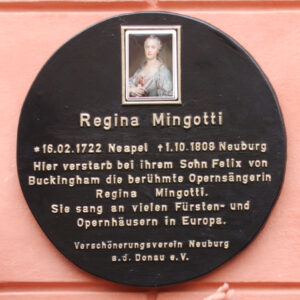 Regina Mingotti
*16.02.1722 Neapel †1.10.1808 Neuburg
Hier verstarb bei ihrem Sohn Felix von
Buckingham die berühmte Opernsängerin
Regina Mingotti.
Sie sang an vielen Fürsten- und
Opernhäusern in Europa.
Verschönerungsverein Neuburg
a.d. Donau e.V.